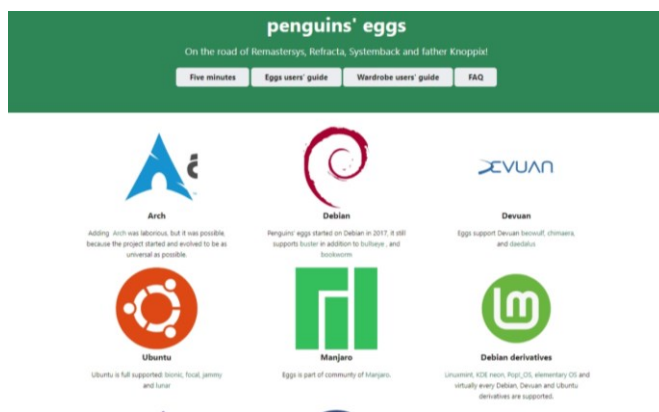 penguins' eggs
On the road of Remastersys, Refracta, Systemback and father Knoppix!
Five minutes
Eggs users' guide
Wardrobe users' guide
FAQ
Arch
Adding Arch was laborious, but it was possible,
because the project started and evolved to be as
universal as possible.
Debian
Penguins' eggs started on Debian in 2017, it still
supports buster in addition to bullseye , and
bookworm
DEVUAN
Devuan
Eggs support Devuan beowulf, chimaera,
and daedalus
Ubuntu
Ubuntu is full supported: bionic, focal, jammy
and lunar
Manjaro
Eggs is part of community of Manjaro.
lm
Debian derivatives
Linuxmint, KDE neon, Pop!_OS, elementary OS and
virtually every Debian, Devuan and Ubuntu
derivatives are supported.